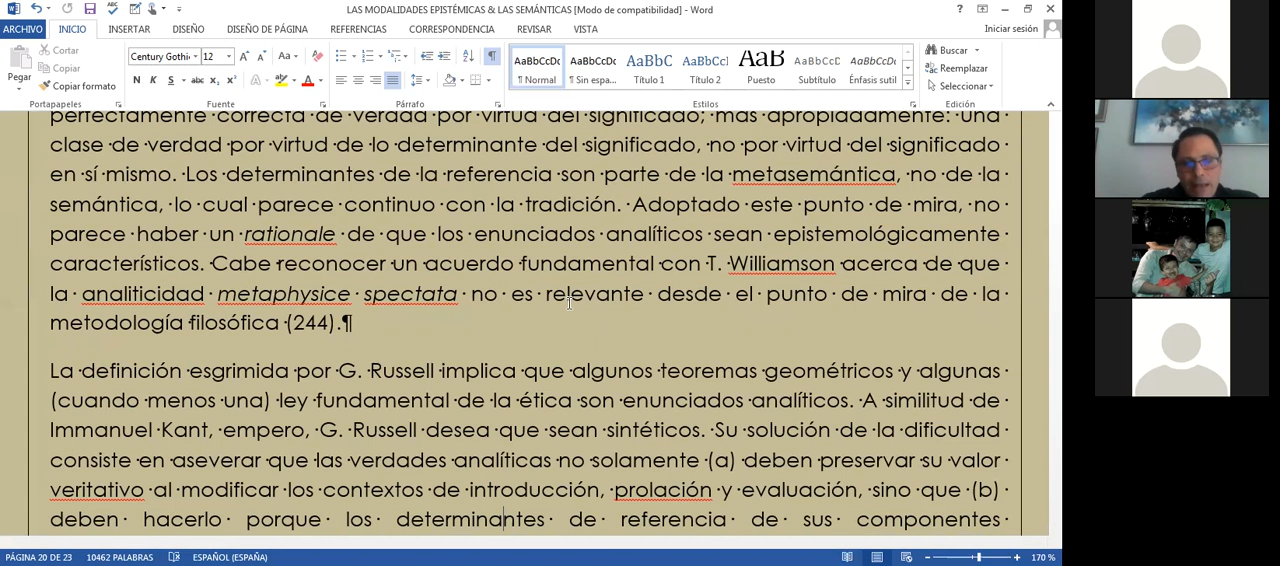 LAS MODALIDADES EPISTÉMICAS & LAS SEMÁNTICAS [Modo de compatibilidad] - Word
ARCHIVO INICIO INSERTAR DISEÑO DISEÑO DE PÁGINA REFERENCIAS CORRESPONDENCIA REVISAR VISTA Iniciar sesión
Cortar
Copiar
Copiar formato
Pegar
Portapapeles
Century Gothi 12
Fuente
Párrafo
AaBbCcDc AaBbCcDc AaBbC AaBbCcI AaB AaBbCcD AaBbCcDc
¶ Normal ¶ Sin espa... Título 1 Título 2 Puesto Subtítulo Énfasis sutil
Estilos
Buscar
Reemplazar
Seleccionar
Edición
perfectamente correcta de verdad por virtud del significado; más apropiadamente: una
clase de verdad por virtud de lo determinante del significado, no por virtud del significado
en sí mismo. Los determinantes de la referencia son parte de la metasemántica, no de la
semántica, lo cual parece continuo con la tradición. Adoptado este punto de mira, no
parece haber un rationale de que los enunciados analíticos sean epistemológicamente
característicos. Cabe reconocer un acuerdo fundamental con T. Williamson acerca de que
la analiticidad metaphysice spectata no es relevante desde el punto de mira de la
metodología filosófica (244).¶
La definición esgrimida por G. Russell implica que algunos teoremas geométricos y algunas
(cuando menos una) ley fundamental de la ética son enunciados analíticos. A similitud de
Immanuel Kant, empero, G. Russell desea que sean sintéticos. Su solución de la dificultad
consiste en aseverar que las verdades analíticas no solamente (a) deben preservar su valor
veritativo al modificar los contextos de introducción, prolación y evaluación, sino que (b)
deben hacerlo porque los determinantes de referencia de sus componentes
PÁGINA 20 DE 23 10462 PALABRAS ESPAÑOL (ESPAÑA) 170 %